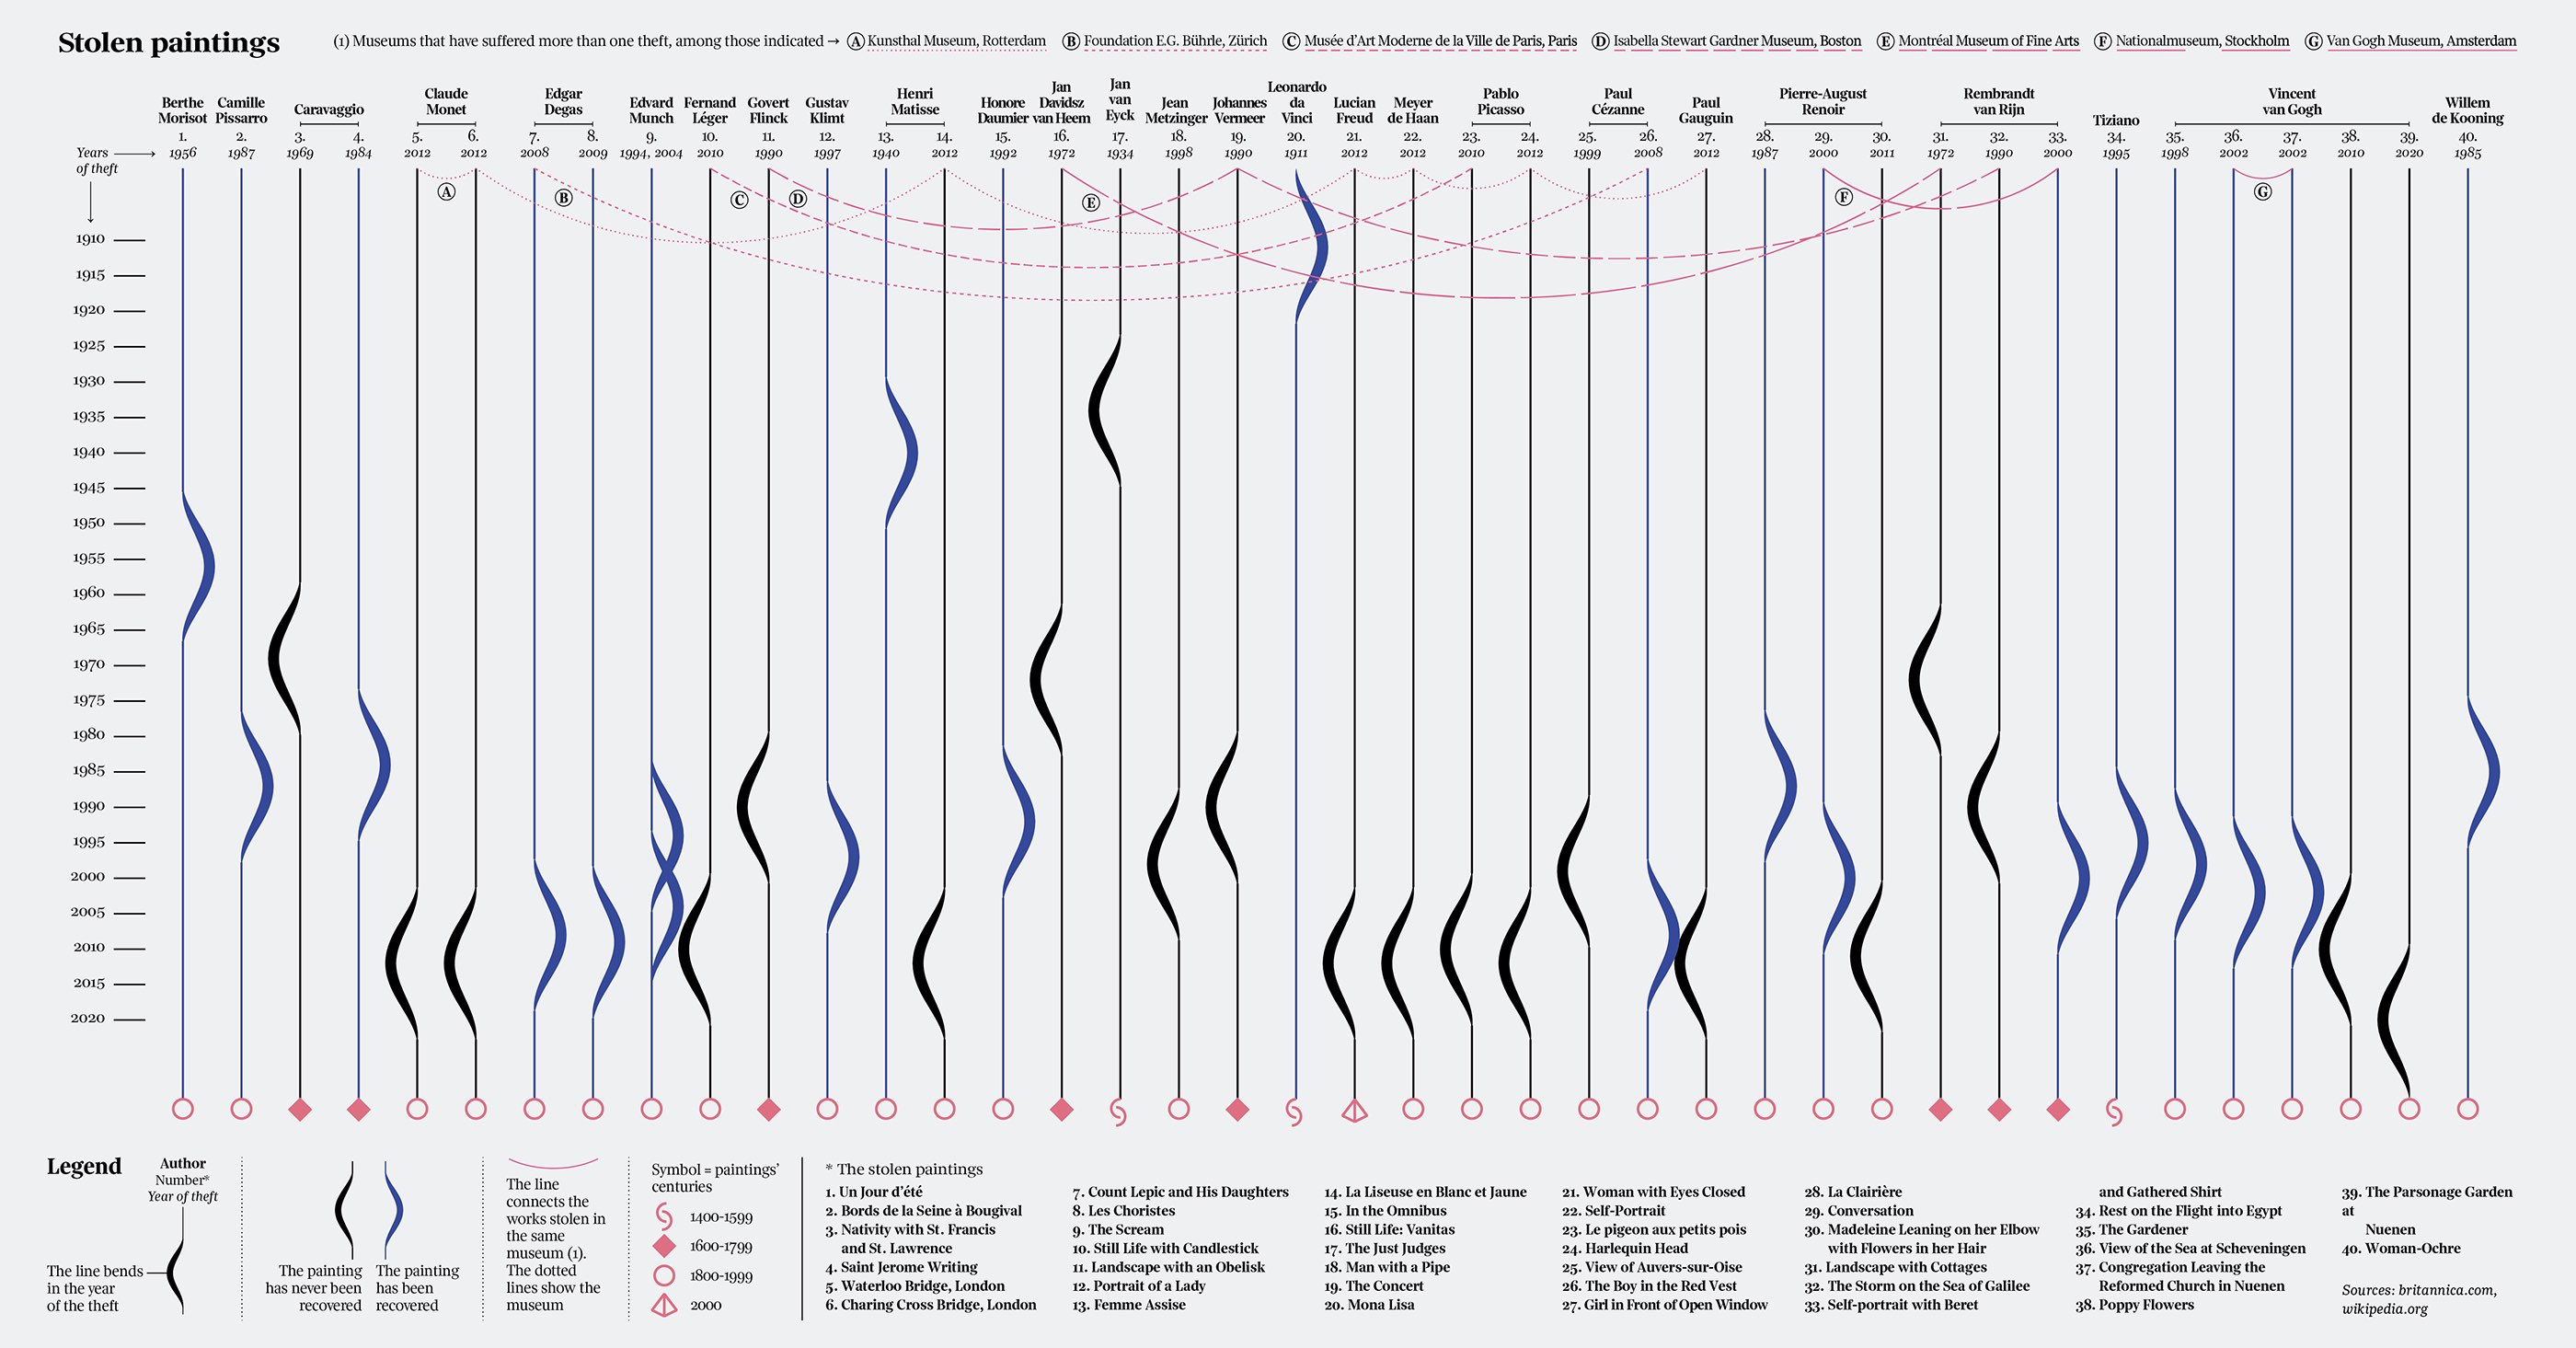 Stolen paintings
(1) Museums that have suffered more than one theft, among those indicated → Ⓐ Kunsthal Museum, Rotterdam Ⓑ Foundation E.G. Bührle, Zürich Ⓒ Musée d'Art Moderne de la Ville de Paris, Paris Ⓓ Isabella Stewart Gardner Museum, Boston Ⓔ Montréal Museum of Fine Arts Ⓕ Nationalmuseum, Stockholm Ⓖ Van Gogh Museum, Amsterdam
Years of theft
Berthe Morisot
1.
1956
Camille Pissarro
2.
1987
Caravaggio
3.
1969
4.
1984
Claude Monet
5.
2012
6.
2012
Edgar Degas
7.
2008
8.
2009
Edvard Munch
9.
1994, 2004
Fernand Léger
10.
2010
Govert Flinck
11.
1990
Gustav Klimt
12.
1997
Henri Matisse
13.
1940
14.
2012
Honore Daumier
15.
1992
Jan Davidsz van Heem
16.
1972
Jan van Eyck
17.
1934
Jean Metzinger
18.
1998
Johannes Vermeer
19.
1990
Leonardo da Vinci
20.
1911
Lucian Freud
21.
2012
Meyer de Haan
22.
2012
Pablo Picasso
23.
2010
24.
2012
Paul Cézanne
25.
1999
26.
2008
Paul Gauguin
27.
2012
Pierre-August Renoir
28.
1987
29.
2000
30.
2011
Rembrandt van Rijn
31.
1972
32.
1990
33.
2000
Tiziano
34.
1995
Vincent van Gogh
35.
1998
36.
2002
37.
2002
38.
2010
39.
2020
Willem de Kooning
40.
1985
A
B
C
D
E
F
G
1910
1915
1920
1925
1930
1935
1940
1945
1950
1955
1960
1965
1970
1975
1980
1985
1990
1995
2000
2005
2010
2015
2020
Legend
Author
Number*
Year of theft
The line bends
in the year
of the theft
The painting
has never been
recovered
The painting
has been
recovered
The line
connects the
works stolen in
the same
museum (1).
The dotted
lines show the
museum
Symbol = paintings'
centuries
1400-1599
1600-1799
1800-1999
2000
* The stolen paintings
1. Un Jour d'été
2. Bords de la Seine à Bougival
3. Nativity with St. Francis
and St. Lawrence
4. Saint Jerome Writing
5. Waterloo Bridge, London
6. Charing Cross Bridge, London
7. Count Lepic and His Daughters
8. Les Choristes
9. The Scream
10. Still Life with Candlestick
11. Landscape with an Obelisk
12. Portrait of a Lady
13. Femme Assise
14. La Liseuse en Blanc et Jaune
15. In the Omnibus
16. Still Life: Vanitas
17. The Just Judges
18. Man with a Pipe
19. The Concert
20. Mona Lisa
21. Woman with Eyes Closed
22. Self-Portrait
23. Le pigeon aux petits pois
24. Harlequin Head
25. View of Auvers-sur-Oise
26. The Boy in the Red Vest
27. Girl in Front of Open Window
28. La Clairière
29. Conversation
30. Madeleine Leaning on her Elbow
with Flowers in her Hair
31. Landscape with Cottages
32. The Storm on the Sea of Galilee
33. Self-portrait with Beret
and Gathered Shirt
34. Rest on the Flight into Egypt
35. The Gardener
36. View of the Sea at Scheveningen
37. Congregation Leaving the
Reformed Church in Nuenen
38. Poppy Flowers
39. The Parsonage Garden
at
Nuenen
40. Woman-Ochre
Sources: britannica.com,
wikipedia.org